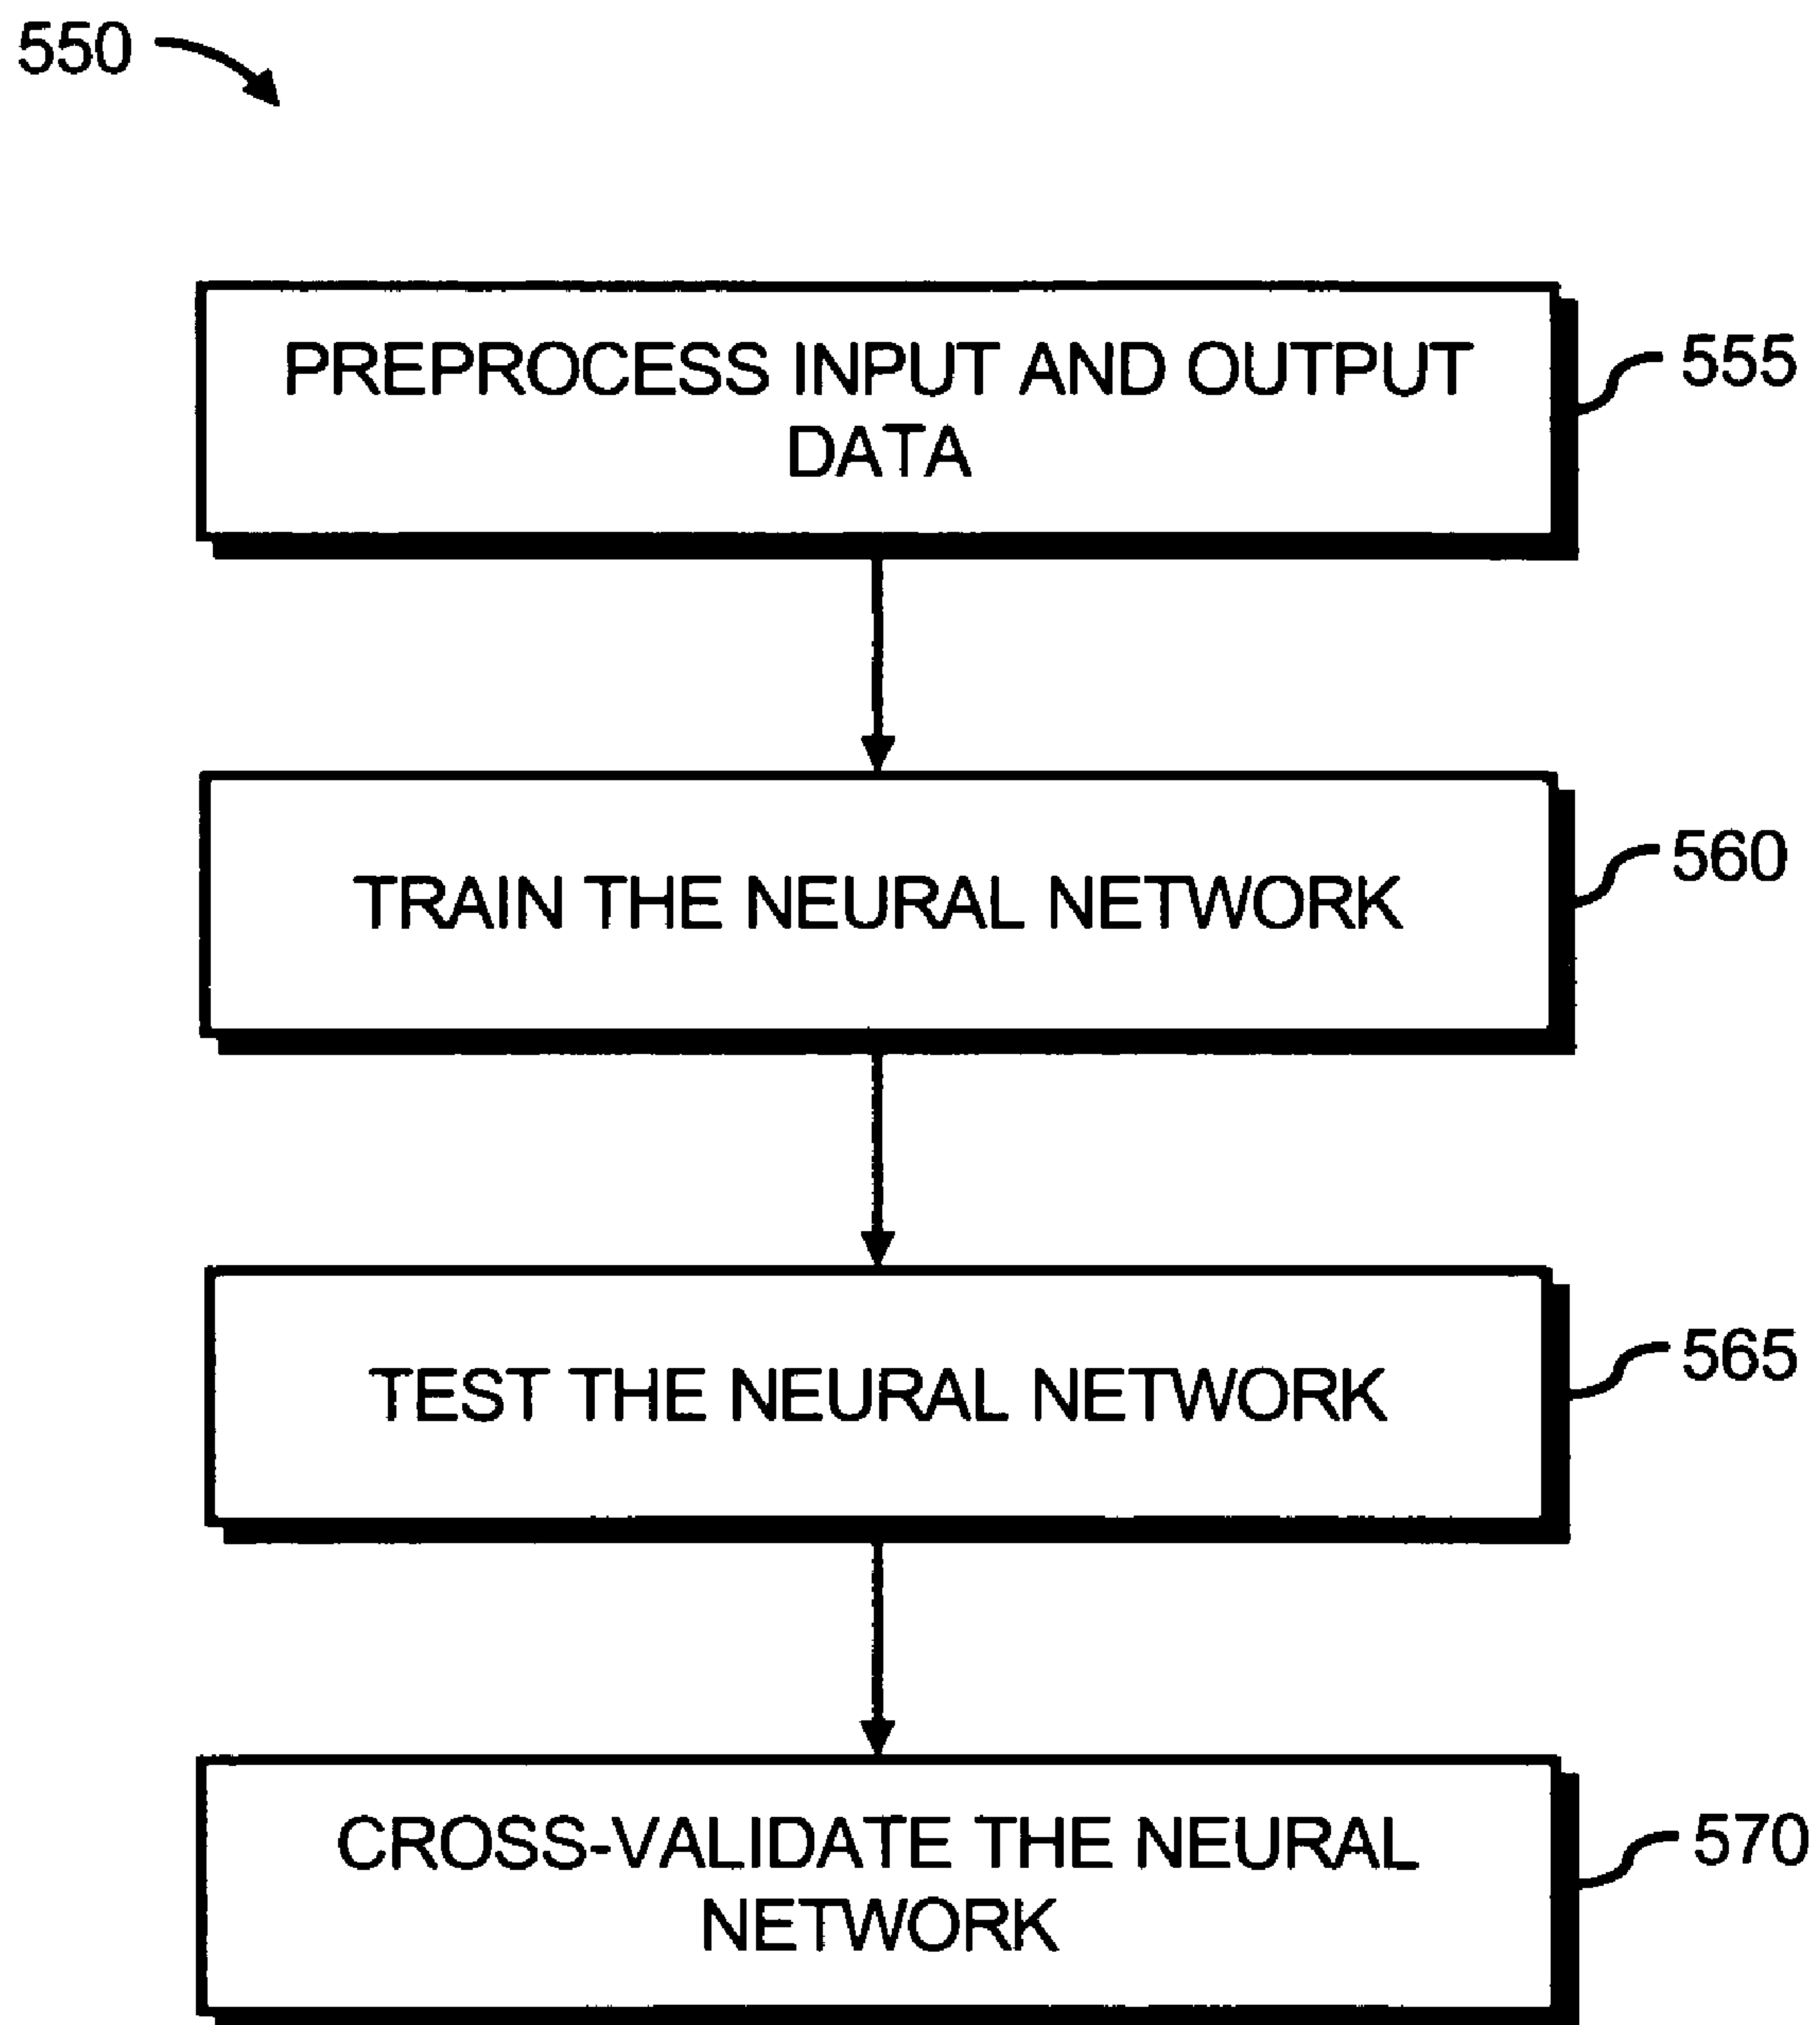 550
PREPROCESS INPUT AND OUTPUT
DATA
555
TRAIN THE NEURAL NETWORK
560
TEST THE NEURAL NETWORK
565
CROSS-VALIDATE THE NEURAL
NETWORK
570